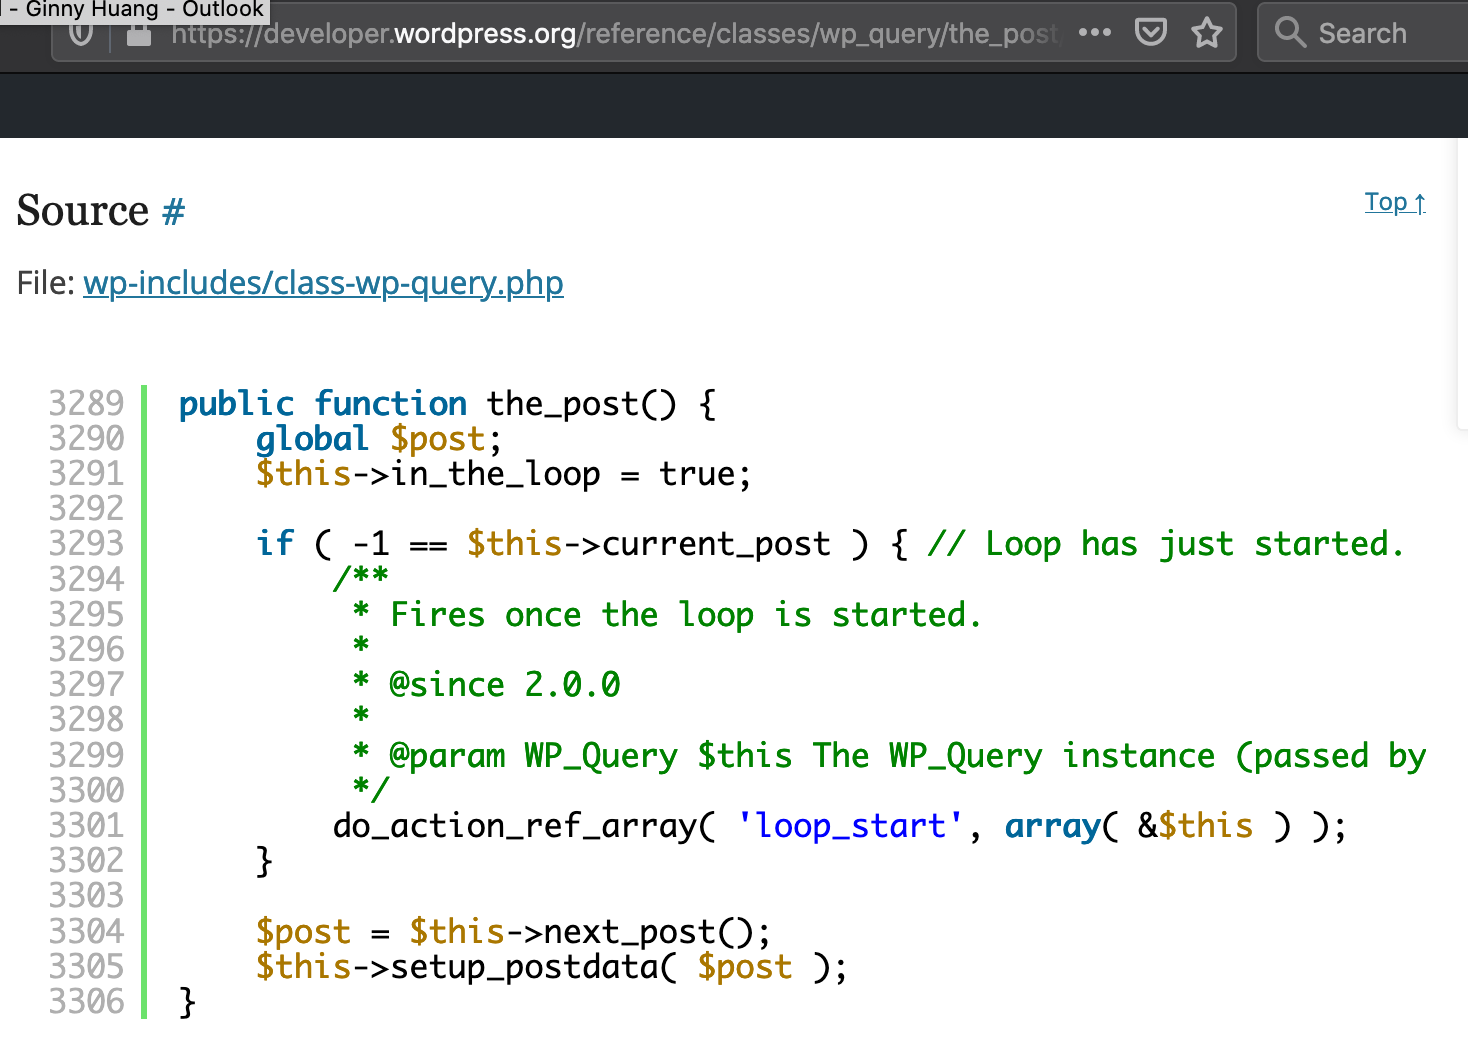 - Ginny Huang - Outlook
https://developer.wordpress.org/reference/classes/wp_query/the_post
Search
Source #
Top ↑
File: wp-includes/class-wp-query.php
3289 public function the_post() {
3290 global $post;
3291 $this->in_the_loop = true;
3292
3293 if ( -1 == $this->current_post ) { // Loop has just started.
3294 /**
3295 * Fires once the loop is started.
3296 *
3297 * @since 2.0.0
3298 *
3299 * @param WP_Query $this The WP_Query instance (passed by
3300 */
3301 do_action_ref_array( 'loop_start', array( &$this ) );
3302 }
3303
3304 $post = $this->next_post();
3305 $this->setup_postdata( $post );
3306 }